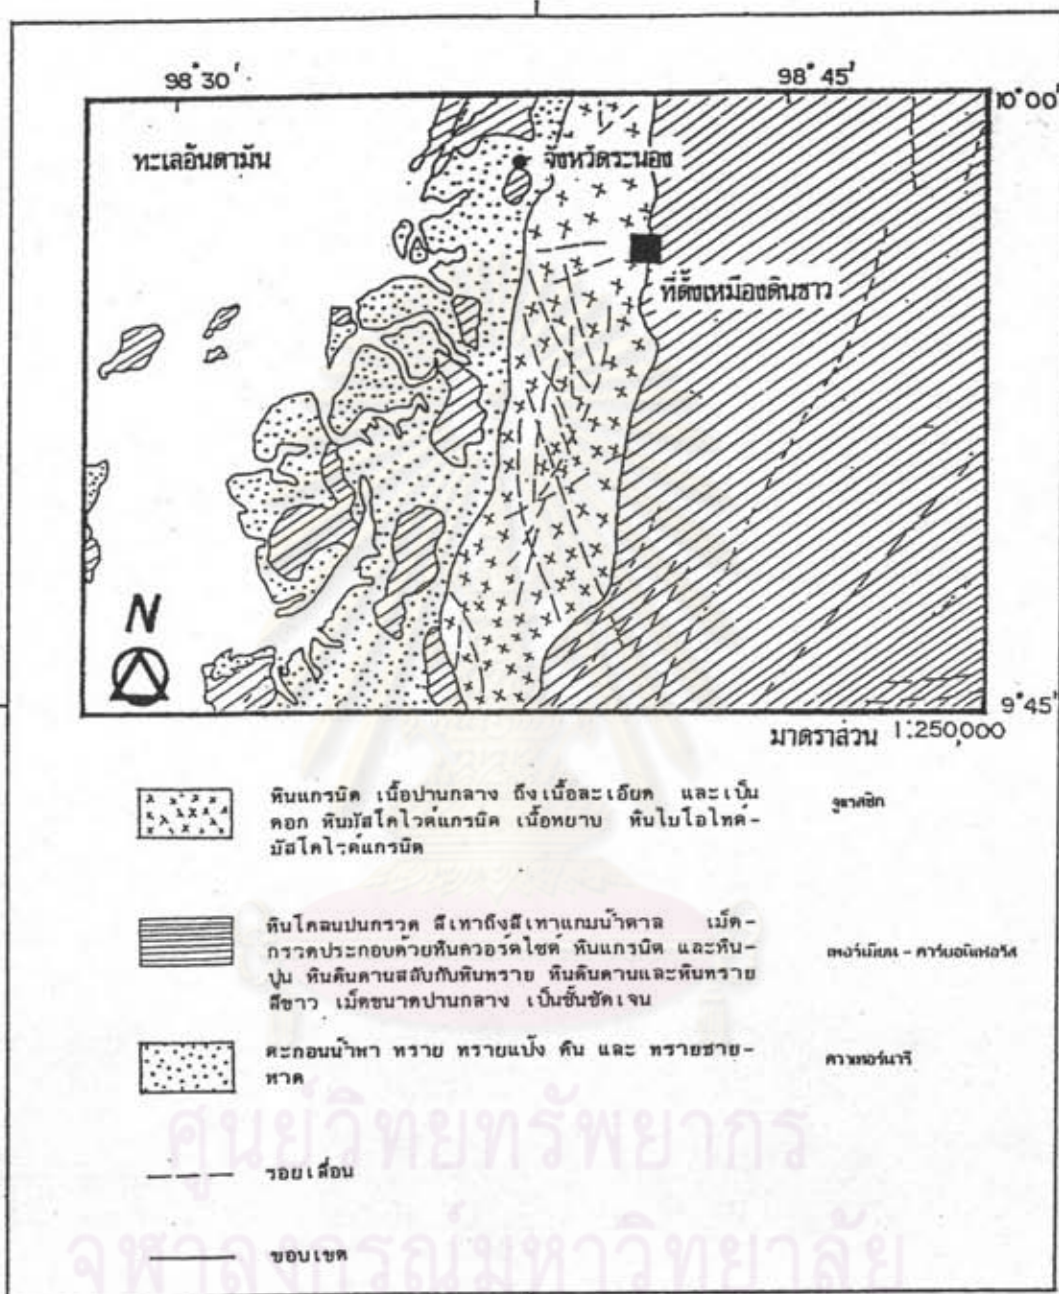 98° 30'
98° 45'
10° 00'
ทะเลอันดามัน
จังหวัดระนอง
ที่ตั้งเหมืองดินขาว
N
9° 45'
มาตราส่วน 1:250,000
หินแกรนิต เนื้อปานกลาง ถึงเนื้อละเอียด และเป็น
ดอก หินมัสโคไวต์แกรนิต เนื้อหยาบ หินไบโอไทต์-
มัสโคไวต์แกรนิต
จูแรสซิก
หินโคลนปนกรวด สีเทาถึงสีเทาแกมน้ำตาล เม็ด-
กรวดประกอบด้วยหินควอร์ตไซต์ หินแกรนิต และหิน-
ปูน หินดินดานสลับกับหินทราย หินดินดานและหินทราย
สีขาว เม็ดขนาดปานกลาง เป็นชั้นชัดเจน
เพอร์เมียน - คาร์บอนิเฟอรัส
ตะกอนน้ำพา ทราย ทรายแป้ง ดิน และ ทรายชาย-
หาด
ควาเทอร์นารี
รอยเลื่อน
ขอบเขต
ศูนย์วิทยทรัพยากร
จุฬาลงกรณ์มหาวิทยาลัย